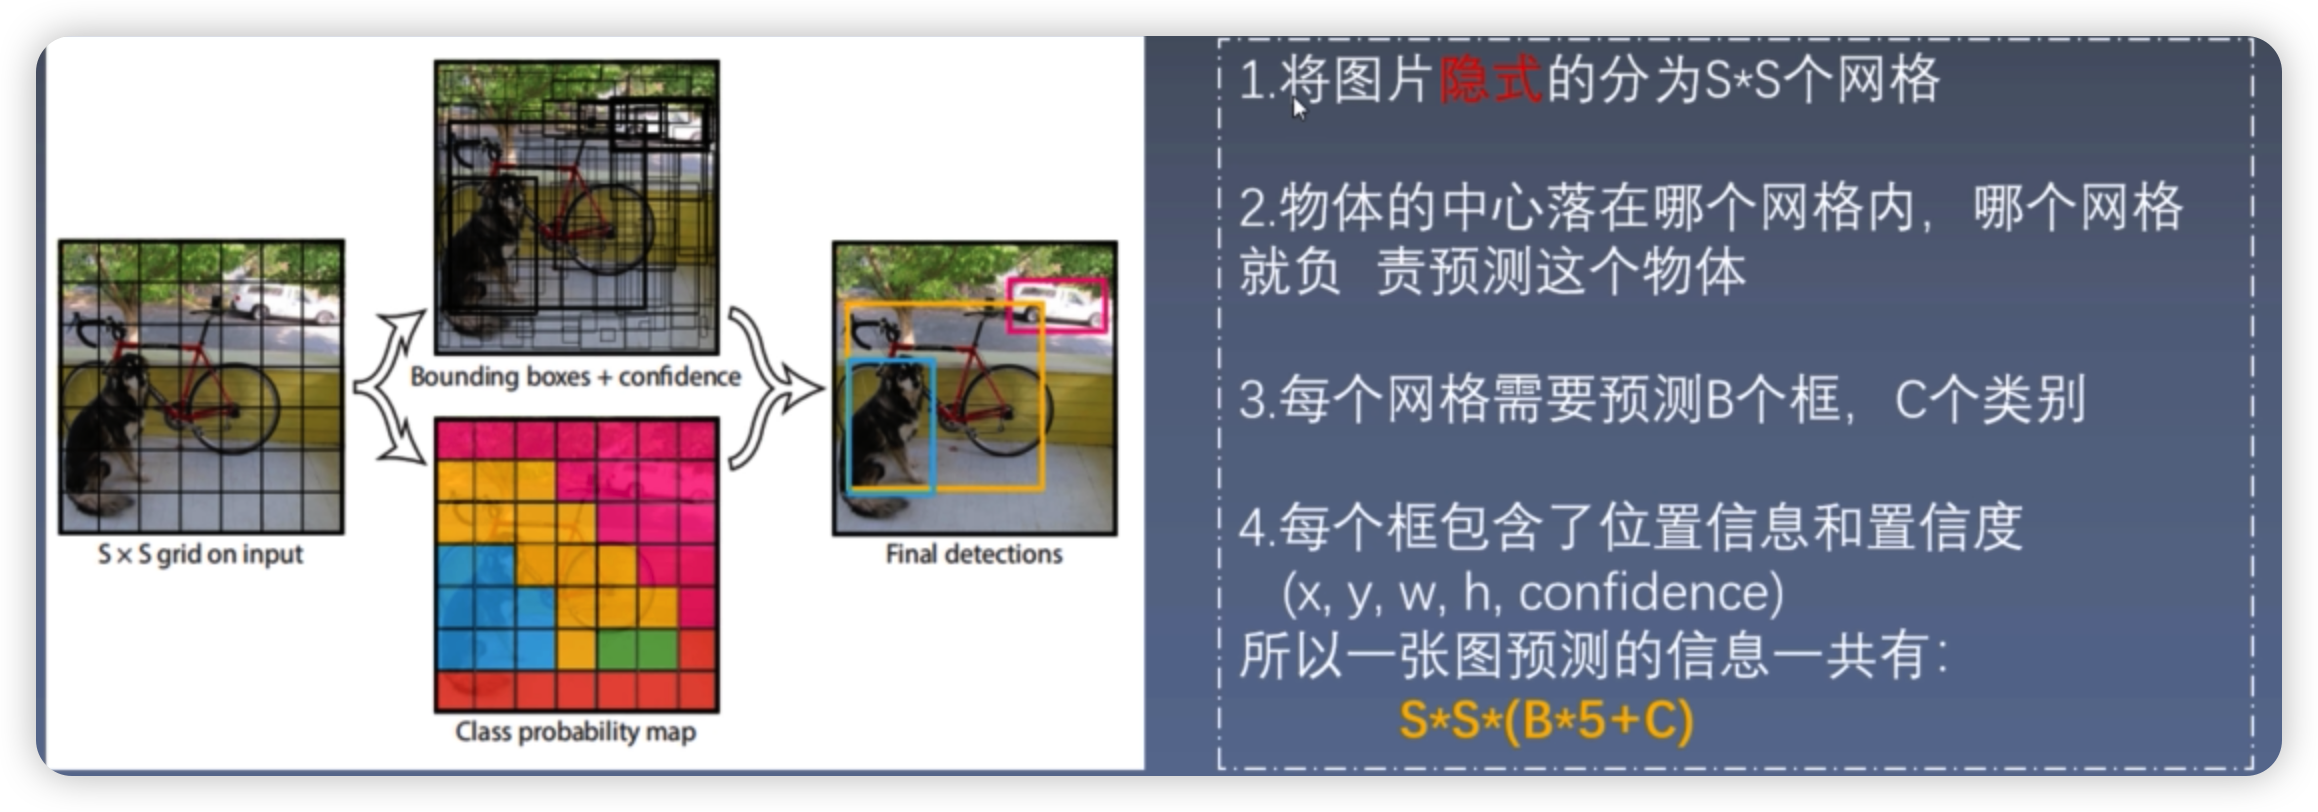 S × S grid on input
Bounding boxes + confidence
Class probability map
Final detections
1.将图片隐式的分为S*S个网格
2.物体的中心落在哪个网格内，哪个网格
就负 责预测这个物体
3.每个网格需要预测B个框，C个类别
4.每个框包含了位置信息和置信度
(x, y, w, h, confidence)
所以一张图预测的信息一共有：
S*S*(B*5+C)